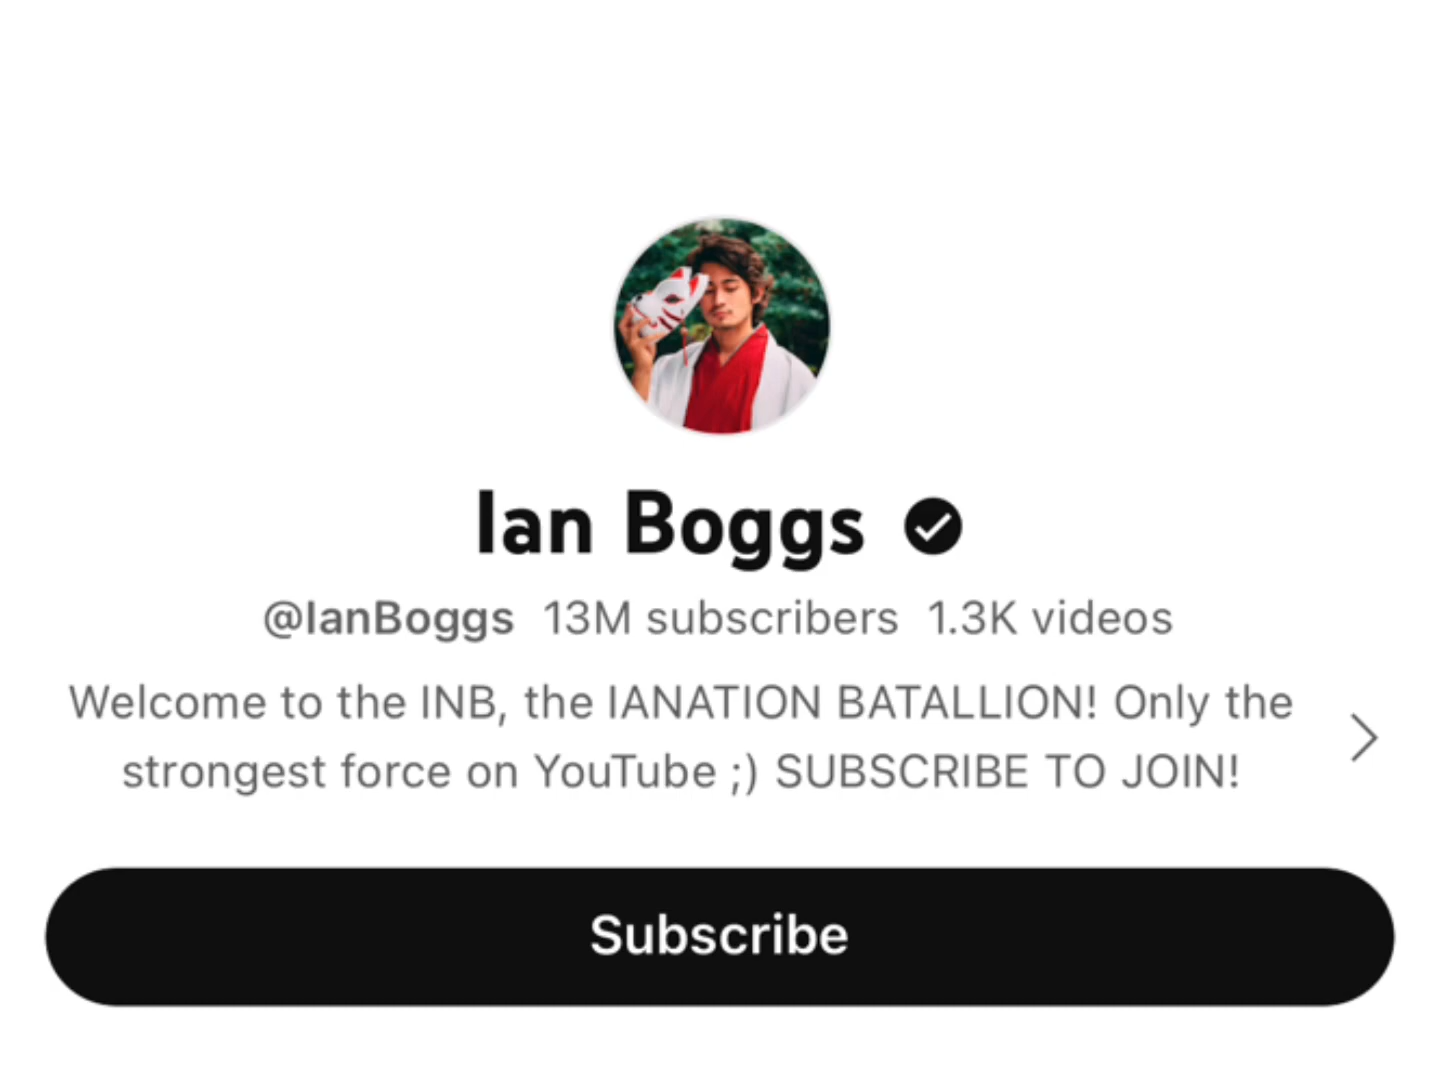 Ian Boggs
@IanBoggs 13M subscribers 1.3K videos
Welcome to the INB, the IANATION BATALLION! Only the
strongest force on YouTube ;) SUBSCRIBE TO JOIN!
Subscribe